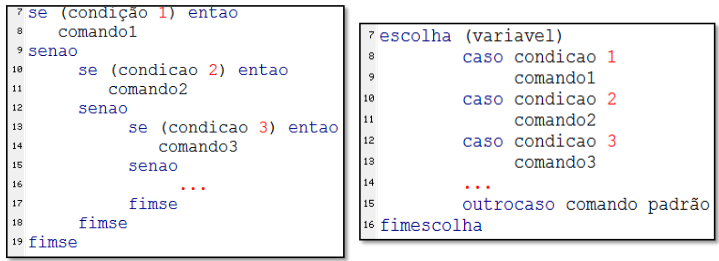 7 se (condição 1) entao
8 comando1
9 senao
10 se (condicao 2) entao
11 comando2
12 senao
13 se (condicao 3) entao
14 comando3
15 senao
16 ...
17 fimse
18 fimse
19 fimse
7 escolha (variavel)
8 caso condicao 1
9 comando1
10 caso condicao 2
11 comando2
12 caso condicao 3
13 comando3
14 ...
15 outrocaso comando padrão
16 fimescolha